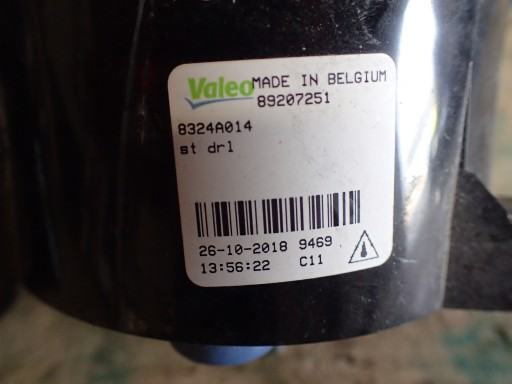 Valeo MADE IN BELGIUM
89207251
8324A014
st drl
26-10-2018 9469
13:56:22 C11